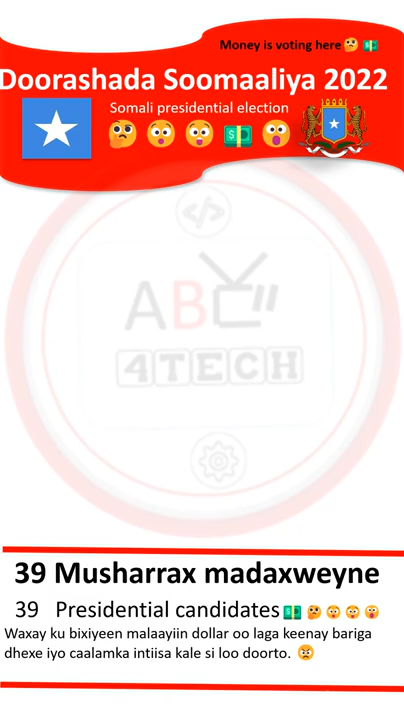 Money is voting here🤔 💵
Doorashada Soomaaliya 2022
Somali presidential election
🤔😯😲💵😲
</>
ABC
4TECH
39 Musharrax madaxweyne
39 Presidential candidates💵 🤔😯😲😲
Waxay ku bixiyeen malaayiin dollar oo laga keenay bariga
dhexe iyo caalamka intiisa kale si loo doorto. 😠